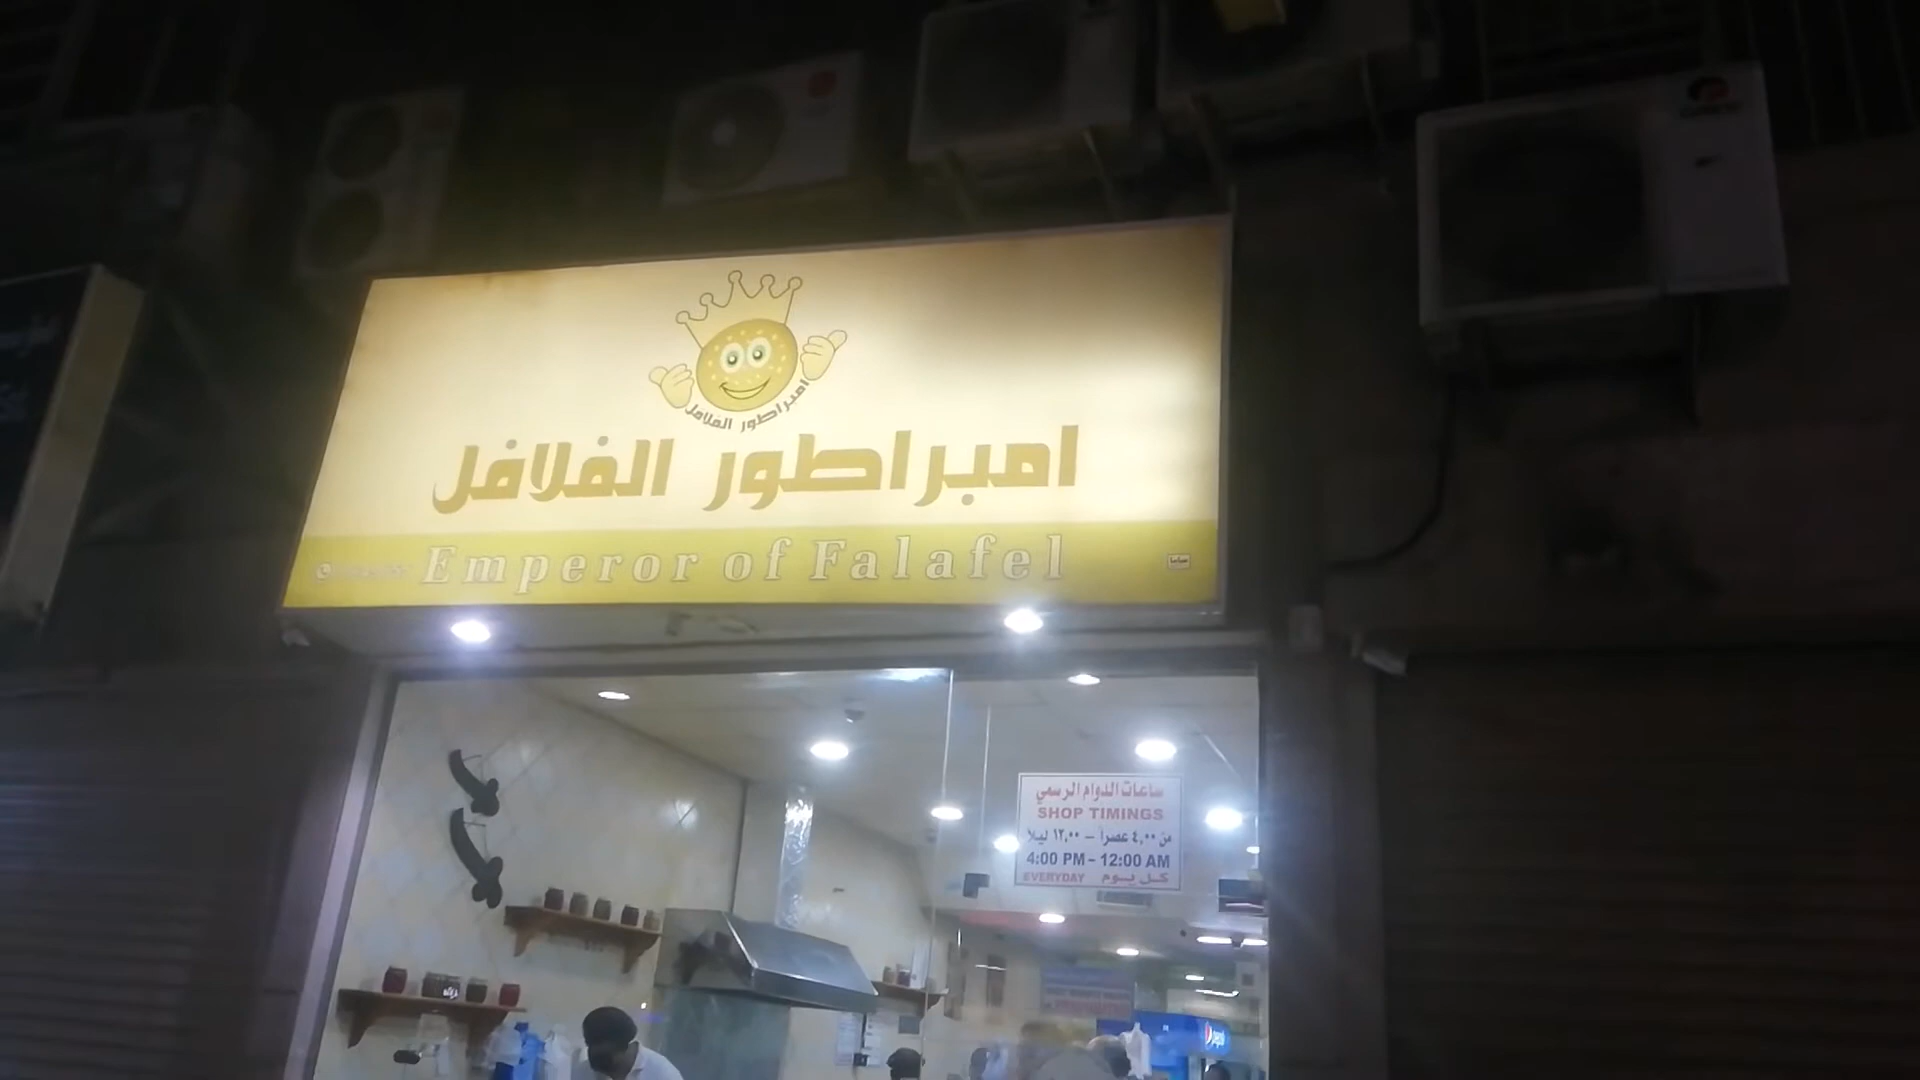 امبراطور الفلافل
امبراطور الفلافل
Emperor of Falafel
ساعات الدوام الرسمي
SHOP TIMINGS
من ٤,٠٠ عصراً – ١٢,٠٠ ليلاً
4:00 PM – 12:00 AM
EVERYDAY كل يوم
pepsi